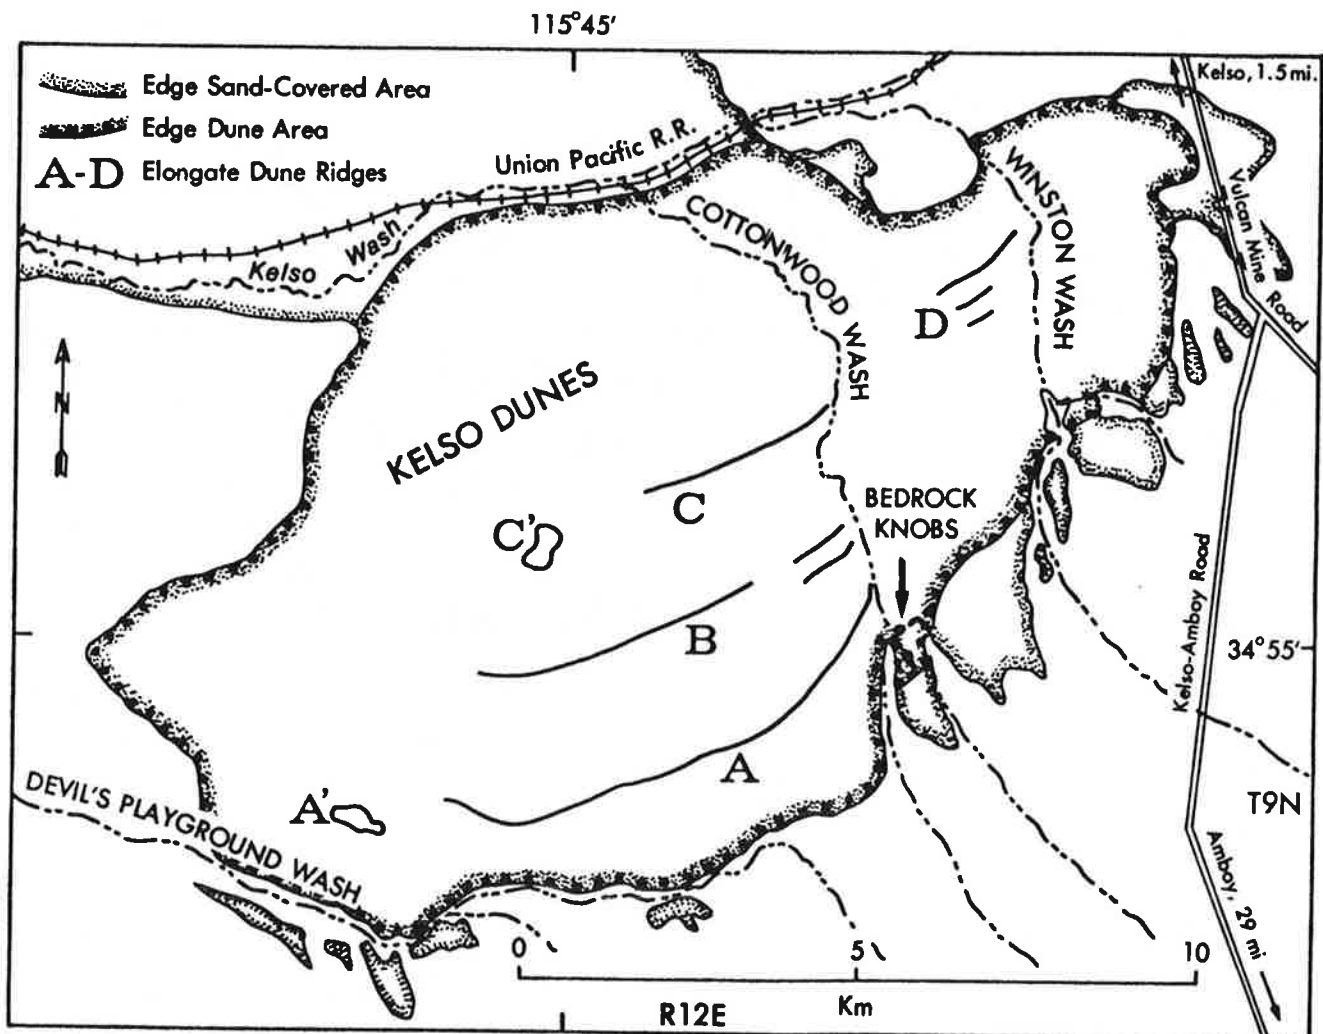 115°45'
Edge Sand-Covered Area
Edge Dune Area
A-D Elongate Dune Ridges
Kelso, 1.5 mi.
Union Pacific R.R.
Kelso Wash
COTTONWOOD WASH
WINSTON WASH
Vulcan Mine Road
D
KELSO DUNES
C
C'
BEDROCK
KNOBS
B
34°55'
Kelso-Amboy Road
A
A'
DEVIL'S PLAYGROUND WASH
T9N
Amboy, 29 mi
N
0 5 10
Km
R12E